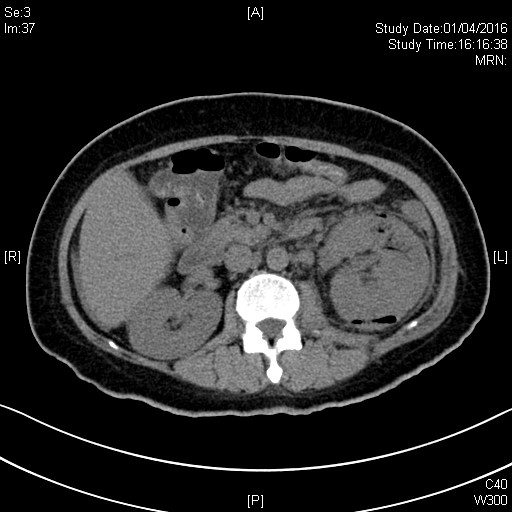 Se:3
Im:37
[A]
Study Date:01/04/2016
Study Time:16:16:38
MRN:
[R]
[L]
[P]
C40
W300